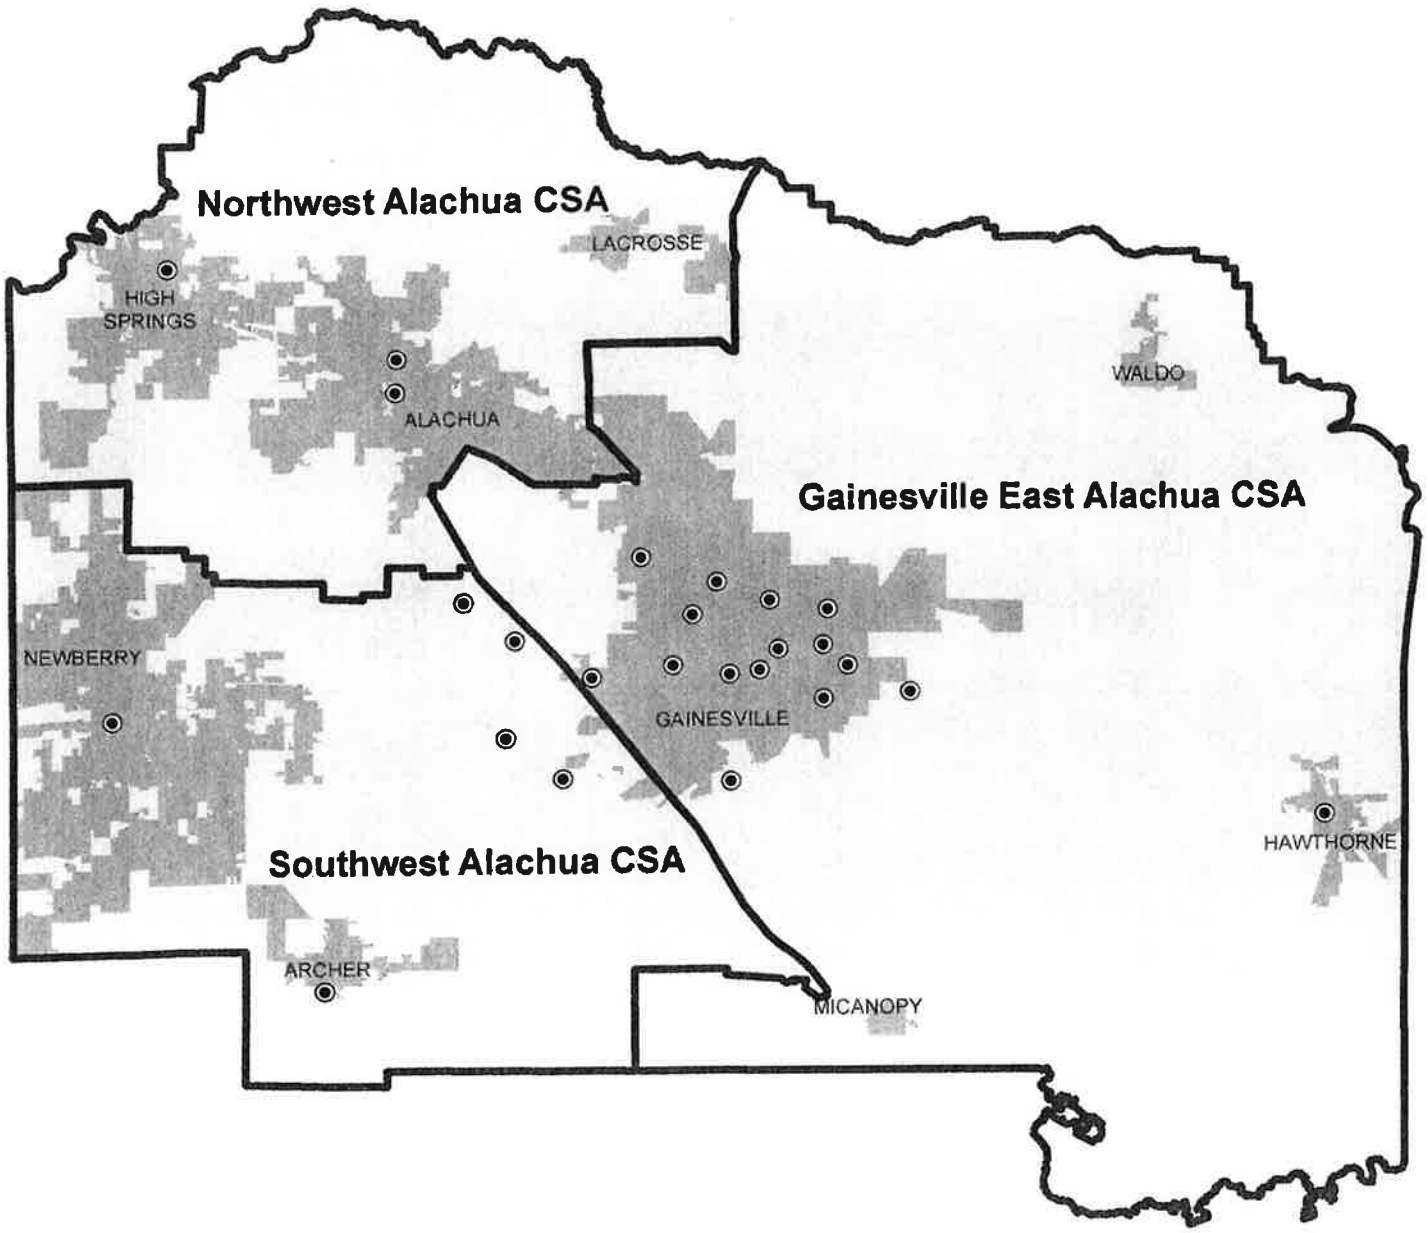 Northwest Alachua CSA
LACROSSE
HIGH
SPRINGS
WALDO
ALACHUA
Gainesville East Alachua CSA
NEWBERRY
GAINESVILLE
HAWTHORNE
Southwest Alachua CSA
ARCHER
MICANOPY